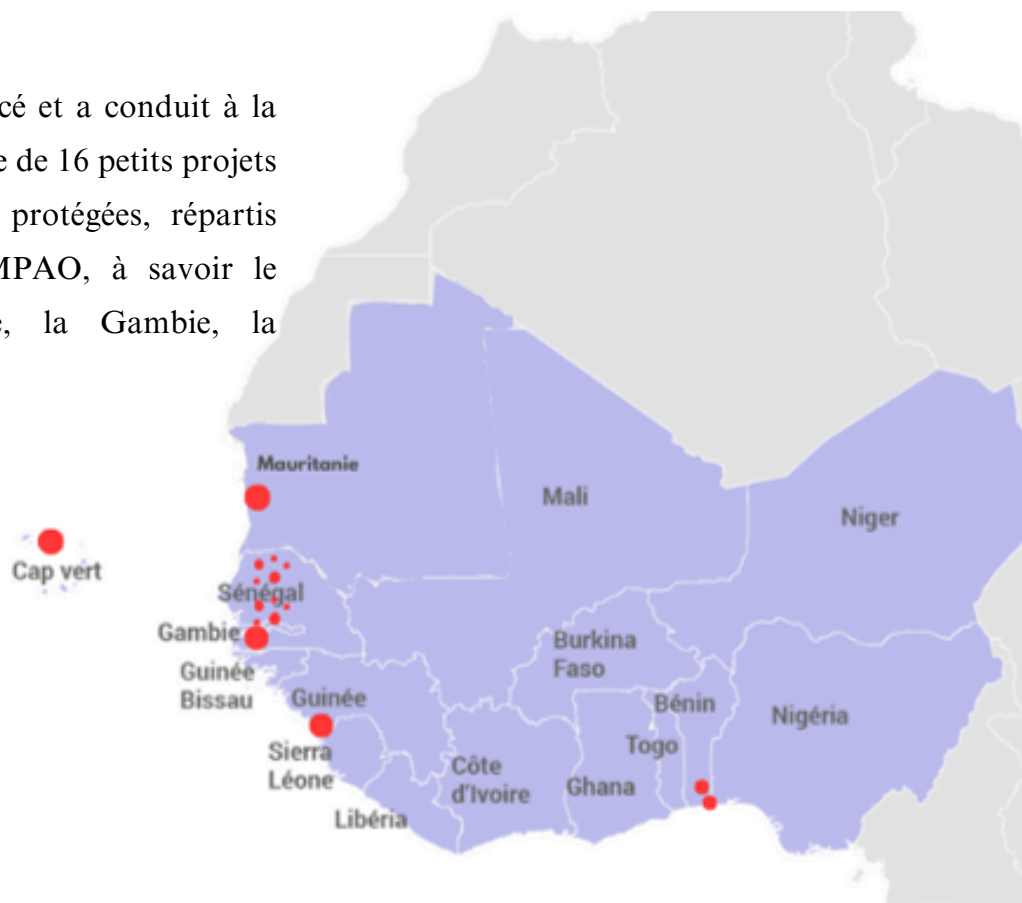 cé et a conduit à la
e de 16 petits projets
protégées, répartis
MPAO, à savoir le
e, la Gambie, la
Mauritanie
Mali
Niger
Cap vert
Sénégal
Gambie
Guinée
Bissau
Guinée
Burkina
Faso
Bénin
Nigéria
Togo
Sierra
Léone
Côte
d'Ivoire
Ghana
Libéria